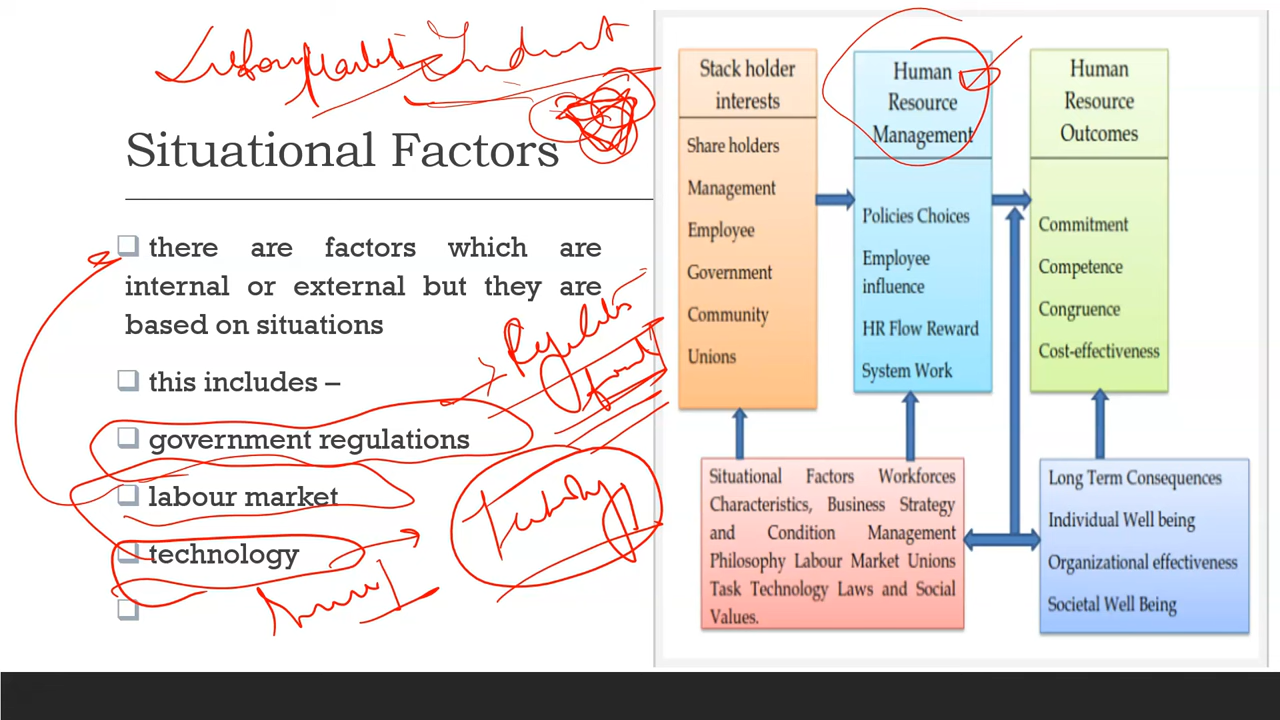 Situational Factors
there are factors which are
internal or external but they are
based on situations
this includes –
government regulations
labour market
technology
Technology
Stack holder
interests
Share holders
Management
Employee
Government
Community
Unions
Human
Resource
Management
Policies Choices
Employee
influence
HR Flow Reward
System Work
Human
Resource
Outcomes
Commitment
Competence
Congruence
Cost-effectiveness
Situational Factors Workforces
Characteristics, Business Strategy
and Condition Management
Philosophy Labour Market Unions
Task Technology Laws and Social
Values.
Long Term Consequences
Individual Well being
Organizational effectiveness
Societal Well Being